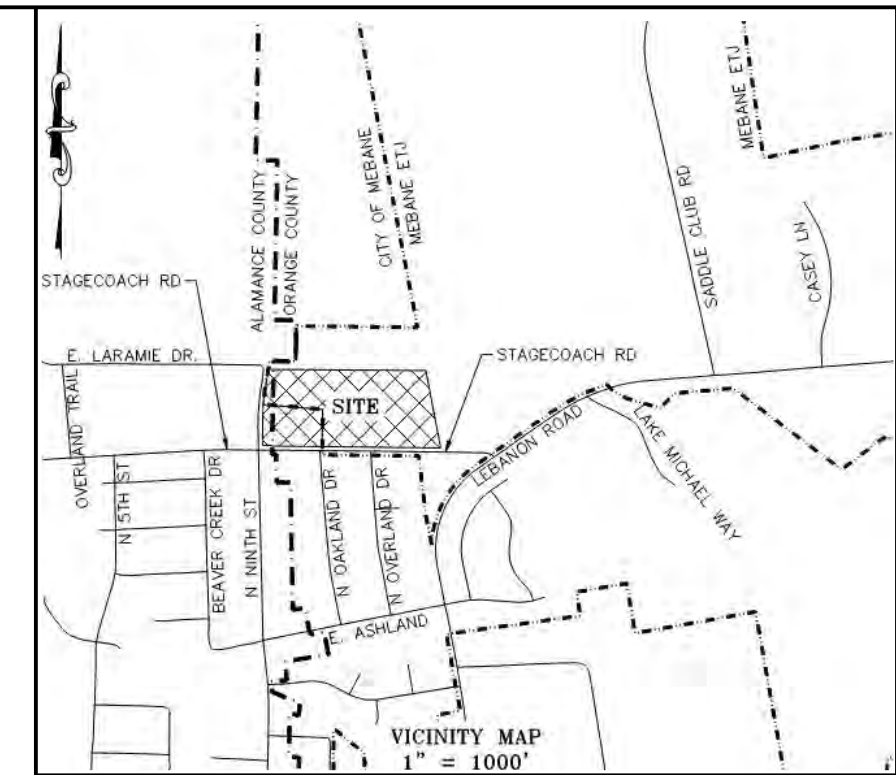 MEBANE ETJ
CITY OF MEBANE
MEBANE ETJ
SADDLE CLUB RD
CASEY LN
ALAMANCE COUNTY
ORANGE COUNTY
STAGECOACH RD
E. LARAMIE DR.
STAGECOACH RD
OVERLAND TRAIL
SITE
LEBANON ROAD
LAKE MICHAEL WAY
N 5TH ST
BEAVER CREEK DR
N NINTH ST
N OAKLAND DR
N OVERLAND DR
E. ASHLAND
VICINITY MAP
1" = 1000'